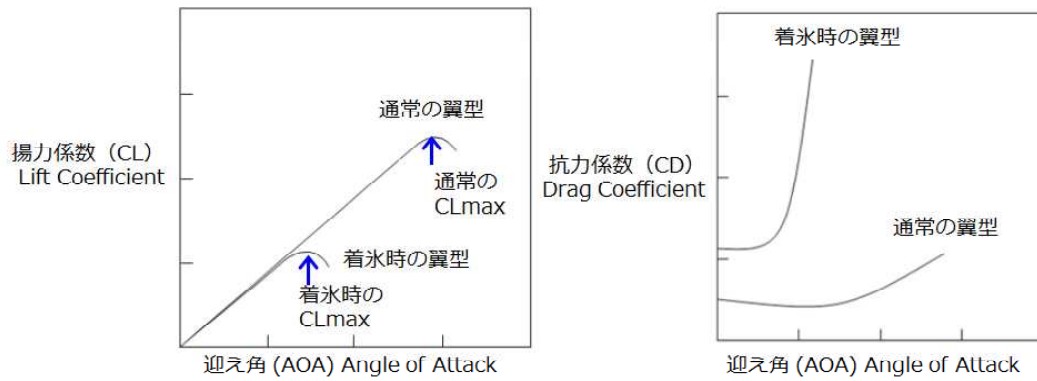 揚力係数（CL）
Lift Coefficient
通常の翼型
通常の
CLmax
着氷時の翼型
着氷時の
CLmax
迎え角 (AOA) Angle of Attack
抗力係数（CD）
Drag Coefficient
着氷時の翼型
通常の翼型
迎え角 (AOA) Angle of Attack